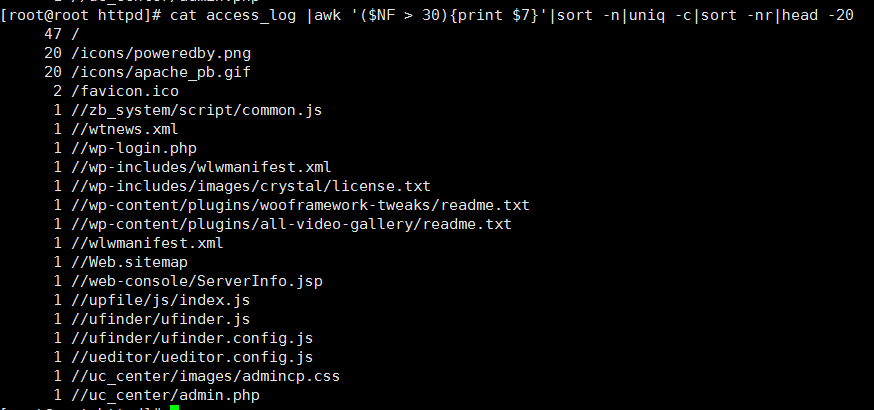 [root@root httpd]# cat access_log |awk '($NF > 30){print $7}'|sort -n|uniq -c|sort -nr|head -20
47 /
20 /icons/poweredby.png
20 /icons/apache_pb.gif
2 /favicon.ico
1 //zb_system/script/common.js
1 //wtnews.xml
1 //wp-login.php
1 //wp-includes/wlwmanifest.xml
1 //wp-includes/images/crystal/license.txt
1 //wp-content/plugins/wooframework-tweaks/readme.txt
1 //wp-content/plugins/all-video-gallery/readme.txt
1 //wlwmanifest.xml
1 //Web.sitemap
1 //web-console/ServerInfo.jsp
1 //upfile/js/index.js
1 //ufinder/ufinder.js
1 //ufinder/ufinder.config.js
1 //ueditor/ueditor.config.js
1 //uc_center/images/admincp.css
1 //uc_center/admin.php